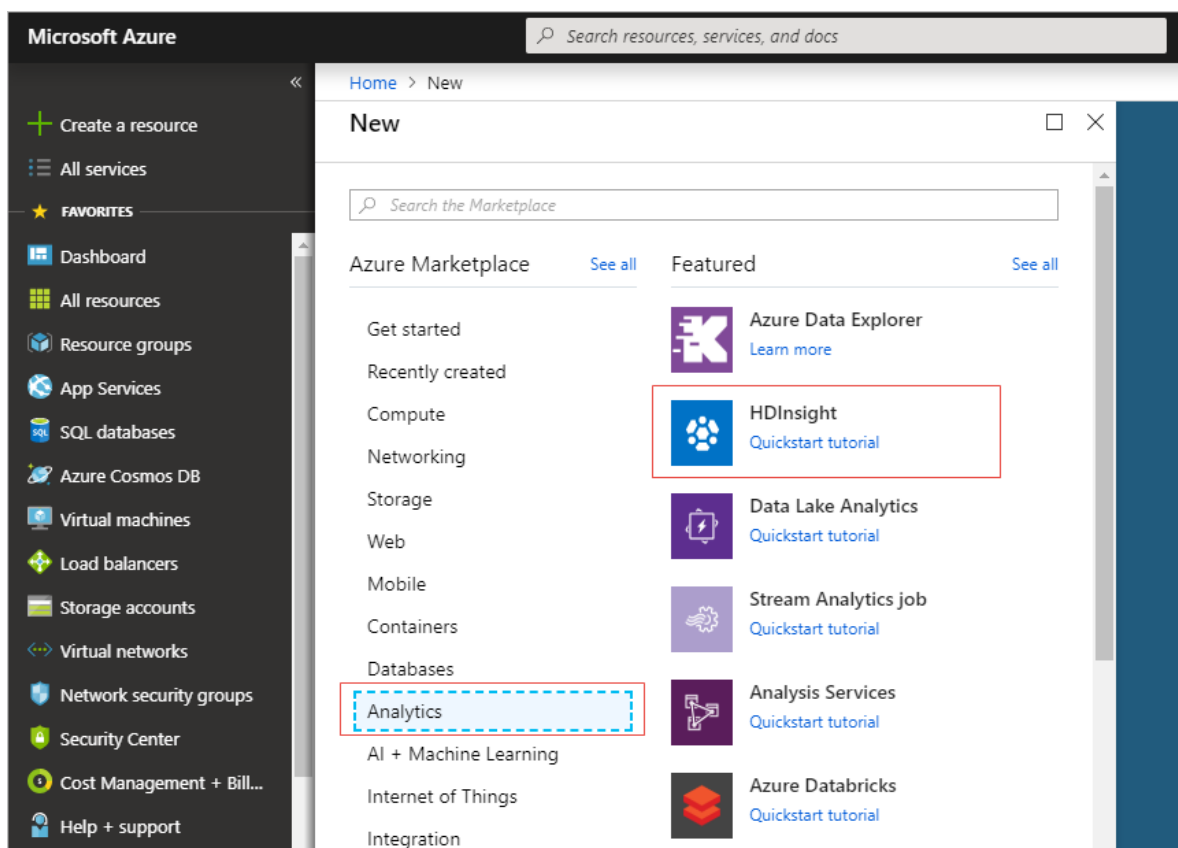 Microsoft Azure
Search resources, services, and docs
«
Create a resource
All services
FAVORITES
Dashboard
All resources
Resource groups
App Services
SQL
SQL databases
Azure Cosmos DB
Virtual machines
Load balancers
Storage accounts
Virtual networks
Network security groups
Security Center
Cost Management + Bill...
Help + support
Home > New
New
Search the Marketplace
Azure Marketplace
See all
Get started
Recently created
Compute
Networking
Storage
Web
Mobile
Containers
Databases
Analytics
AI + Machine Learning
Internet of Things
Integration
Featured
See all
Azure Data Explorer
Learn more
HDInsight
Quickstart tutorial
Data Lake Analytics
Quickstart tutorial
Stream Analytics job
Quickstart tutorial
Analysis Services
Quickstart tutorial
Azure Databricks
Quickstart tutorial